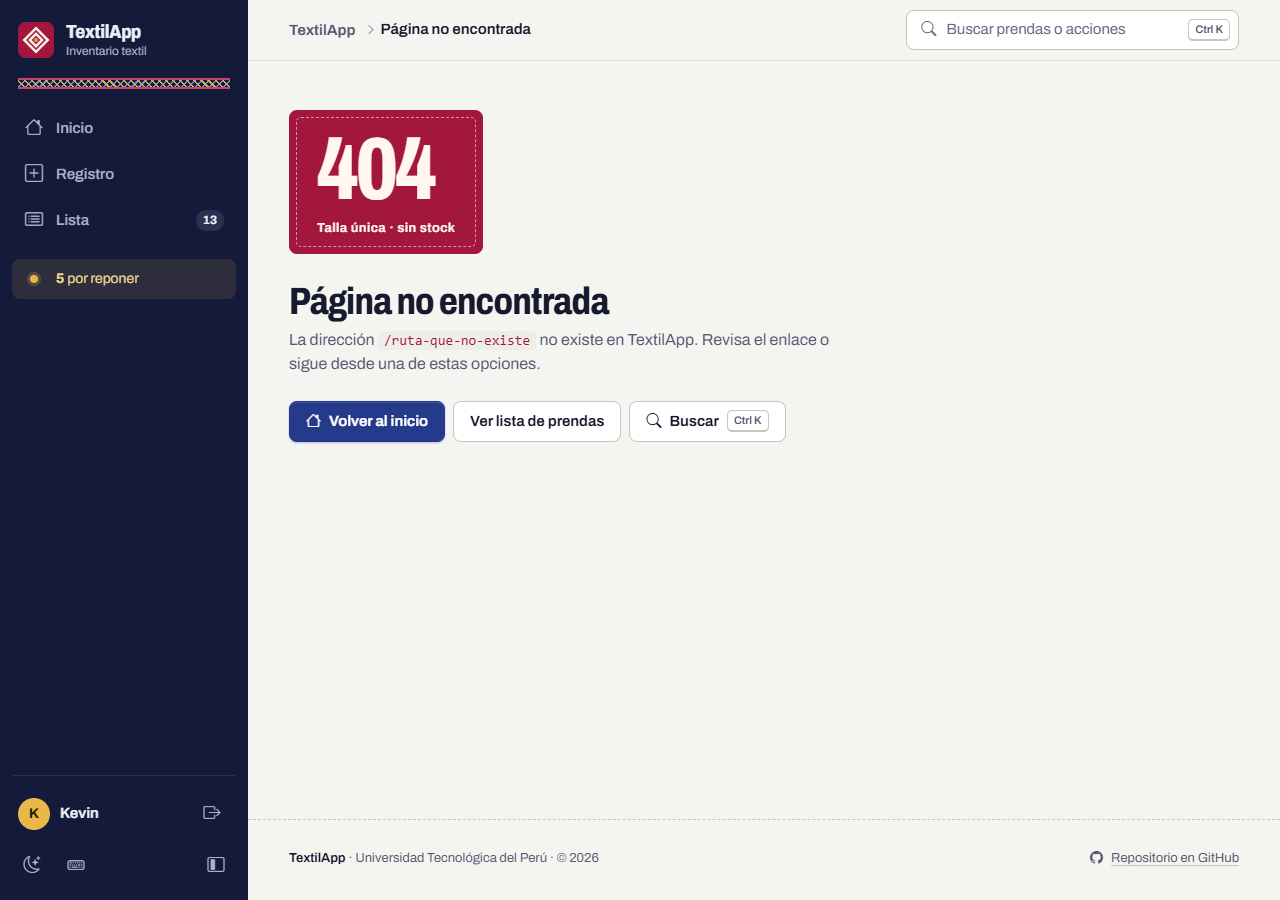 TextilApp
Inventario textil
Inicio
Registro
Lista 13
5 por reponer
K Kevin
TextilApp > Página no encontrada
Buscar prendas o acciones Ctrl K
404
Talla única · sin stock
Página no encontrada
La dirección /ruta-que-no-existe no existe en TextilApp. Revisa el enlace o
sigue desde una de estas opciones.
Volver al inicio Ver lista de prendas Buscar Ctrl K
TextilApp · Universidad Tecnológica del Perú · © 2026 Repositorio en GitHub